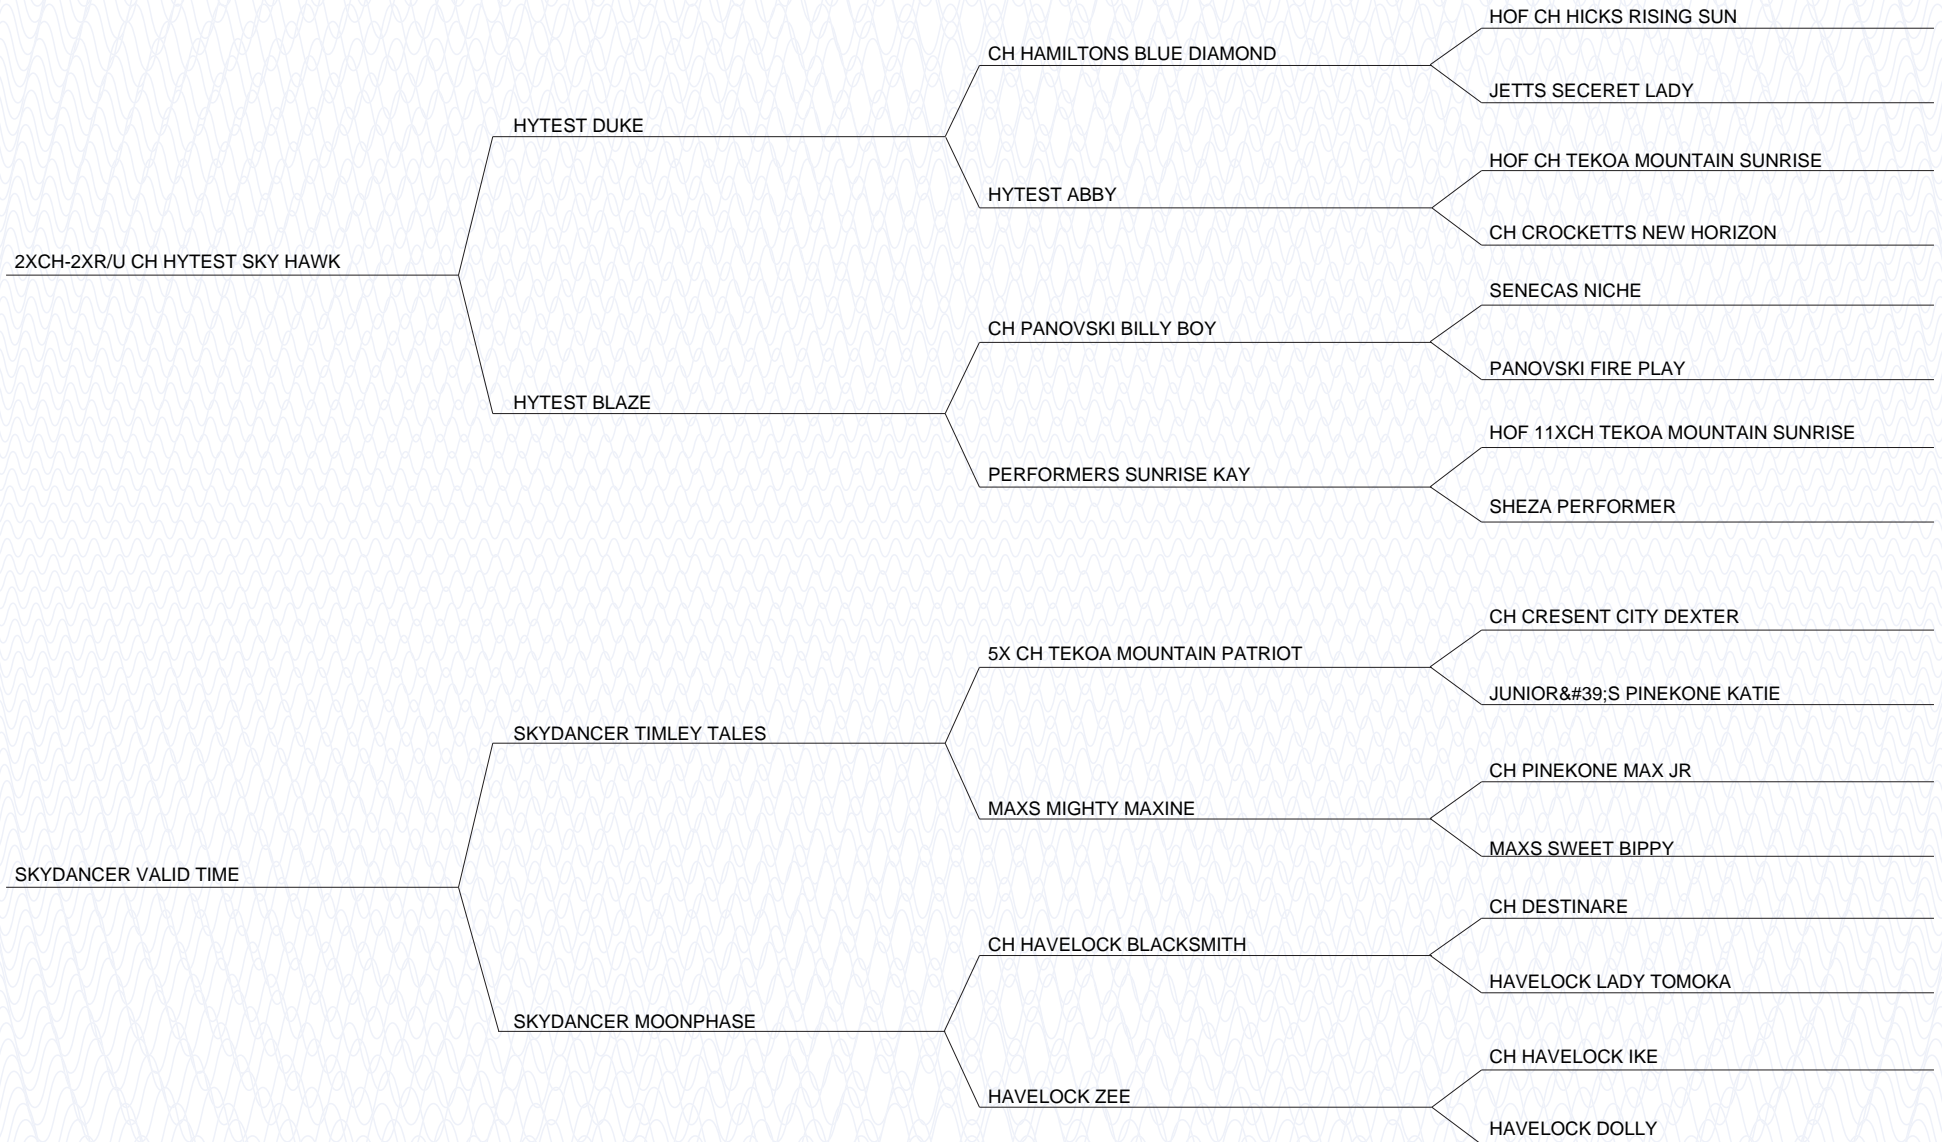 HOF CH HICKS RISING SUN
CH HAMILTONS BLUE DIAMOND
JETTS SECERET LADY
HYTEST DUKE
HOF CH TEKOA MOUNTAIN SUNRISE
HYTEST ABBY
CH CROCKETTS NEW HORIZON
2XCH-2XR/U CH HYTEST SKY HAWK
SENECAS NICHE
CH PANOVSKI BILLY BOY
PANOVSKI FIRE PLAY
HYTEST BLAZE
HOF 11XCH TEKOA MOUNTAIN SUNRISE
PERFORMERS SUNRISE KAY
SHEZA PERFORMER
CH CRESENT CITY DEXTER
5X CH TEKOA MOUNTAIN PATRIOT
JUNIOR&#39;S PINEKONE KATIE
SKYDANCER TIMLEY TALES
CH PINEKONE MAX JR
MAXS MIGHTY MAXINE
MAXS SWEET BIPPY
SKYDANCER VALID TIME
CH DESTINARE
CH HAVELOCK BLACKSMITH
HAVELOCK LADY TOMOKA
SKYDANCER MOONPHASE
CH HAVELOCK IKE
HAVELOCK ZEE
HAVELOCK DOLLY